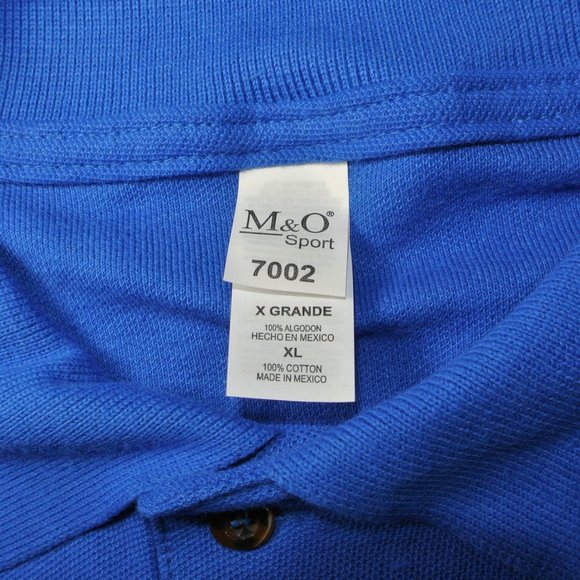 M&O®
Sport
7002
X GRANDE
100% ALGODON
HECHO EN MEXICO
XL
100% COTTON
MADE IN MEXICO